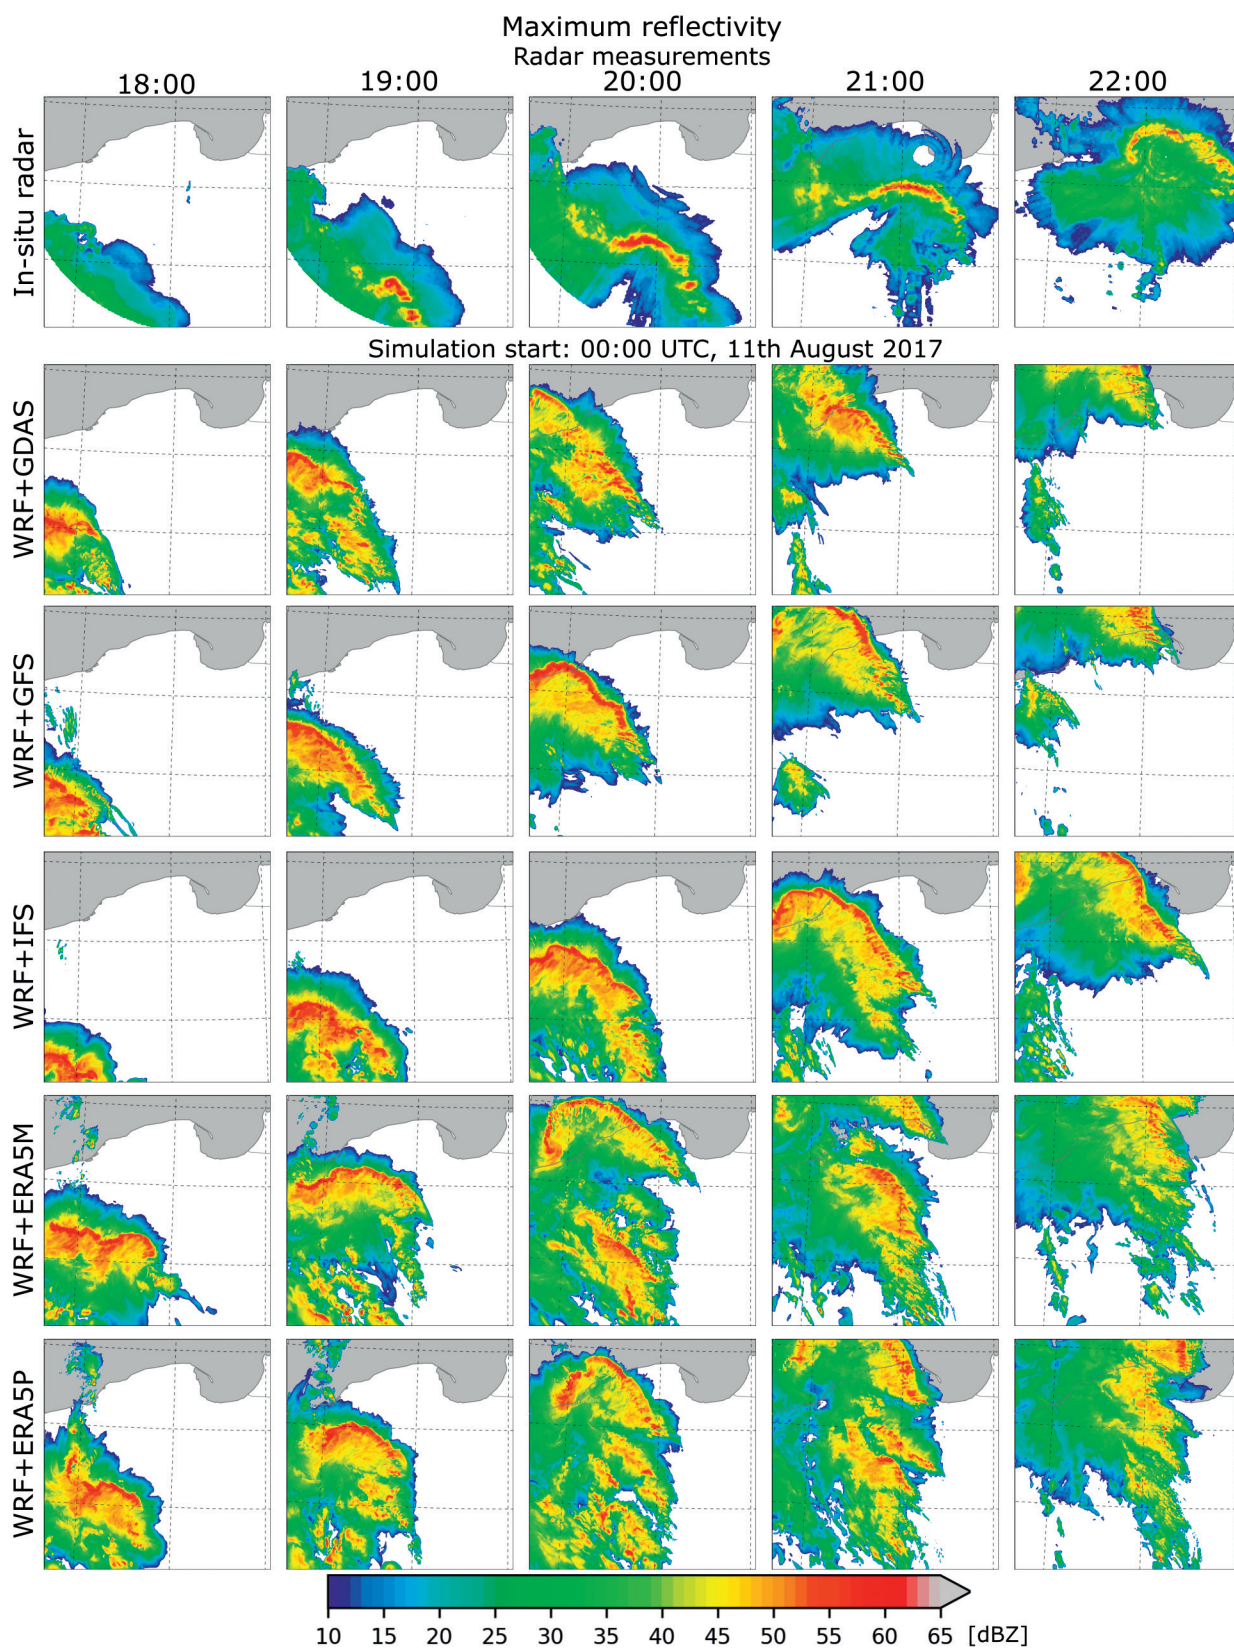 Maximum reflectivity
Radar measurements
18:00 19:00 20:00 21:00 22:00
In-situ radar
Simulation start: 00:00 UTC, 11th August 2017
WRF+GDAS
WRF+GFS
WRF+IFS
WRF+ERA5M
WRF+ERA5P
10 15 20 25 30 35 40 45 50 55 60 65 [dBZ]